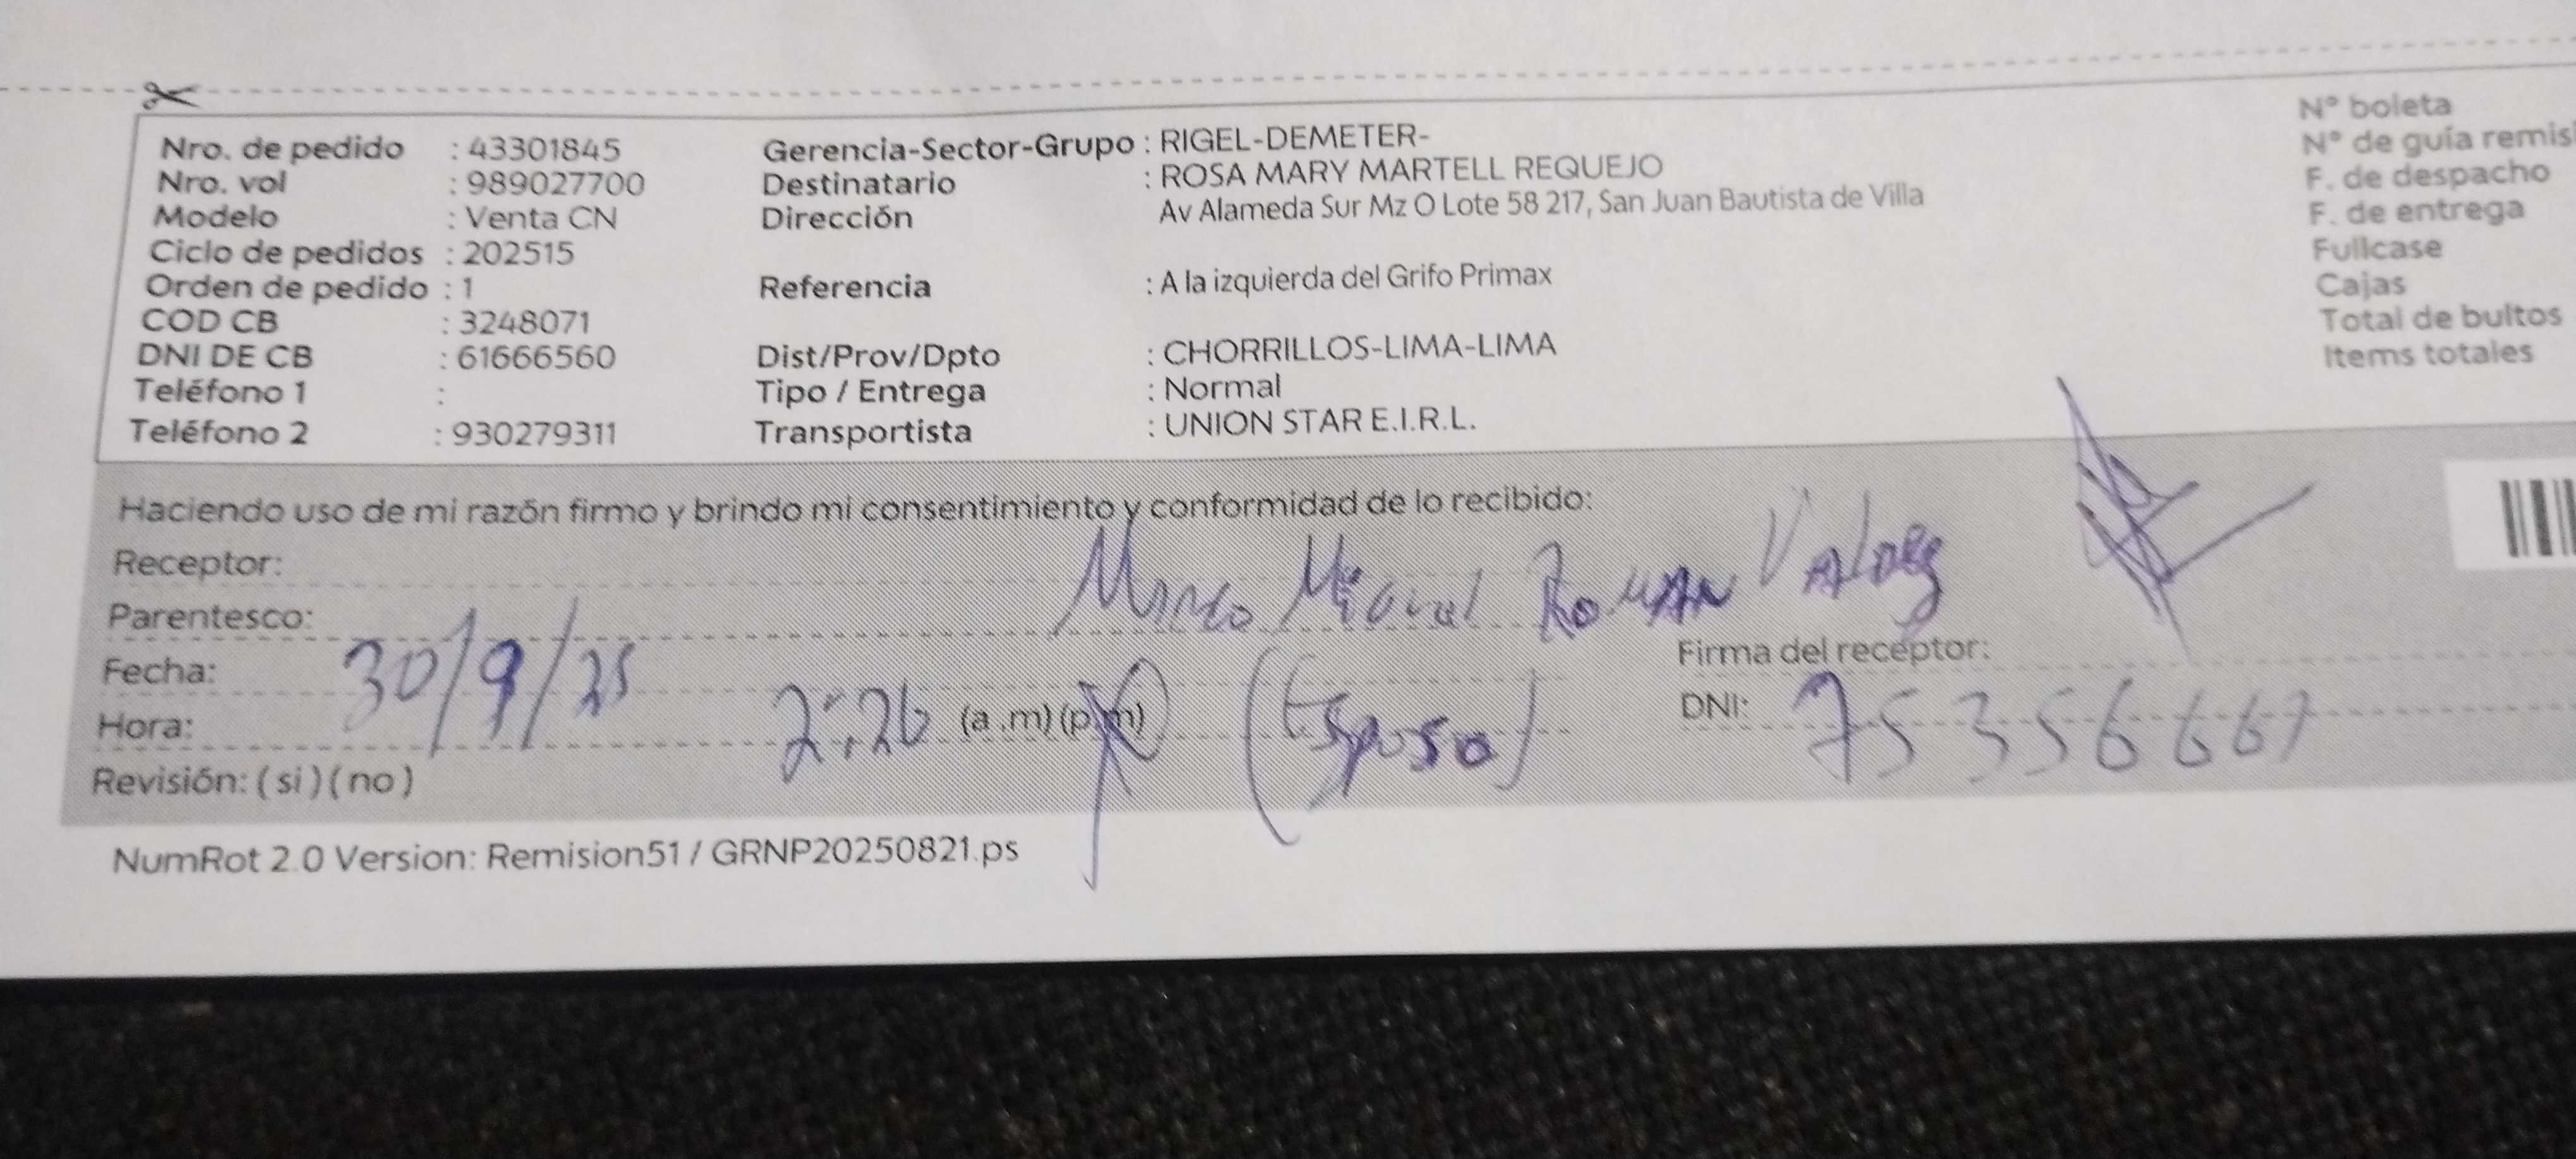 Nro. de pedido : 43301845
Nro. vol : 989027700
Modelo : Venta CN
Ciclo de pedidos : 202515
Orden de pedido : 1
COD CB : 3248071
DNI DE CB : 61666560
Teléfono 1 :
Teléfono 2 : 930279311
Gerencia-Sector-Grupo : RIGEL-DEMETER-
Destinatario : ROSA MARY MARTELL REQUEJO
Dirección Av Alameda Sur Mz O Lote 58 217, San Juan Bautista de Villa
Referencia : A la izquierda del Grifo Primax
Dist/Prov/Dpto : CHORRILLOS-LIMA-LIMA
Tipo / Entrega : Normal
Transportista : UNION STAR E.I.R.L.
Nº boleta
Nº de guía remisi
F. de despacho
F. de entrega
Fullcase
Cajas
Total de bultos
Items totales
Haciendo uso de mi razón firmo y brindo mi consentimiento y conformidad de lo recibido:
Receptor: Marco Miguel Roman Valdez
Parentesco: (Esposo)
Fecha: 30/9/25
Hora: 2:26 (a.m) (p.m)
Revisión: ( si ) ( no )
Firma del receptor:
DNI: 75356667
NumRot 2.0 Version: Remision51 / GRNP20250821.ps